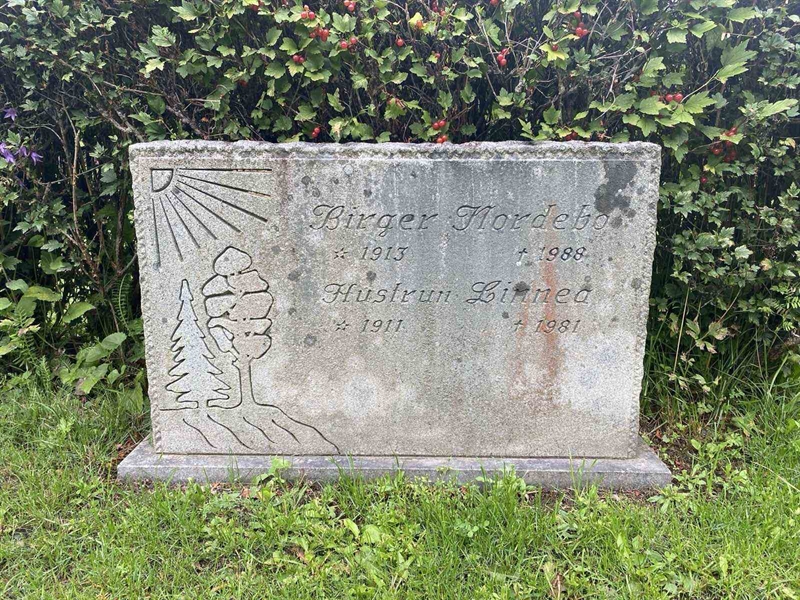 Birger Nordebo
☆ 1913 † 1988
Hustrun Linnea
☆ 1911 † 1981